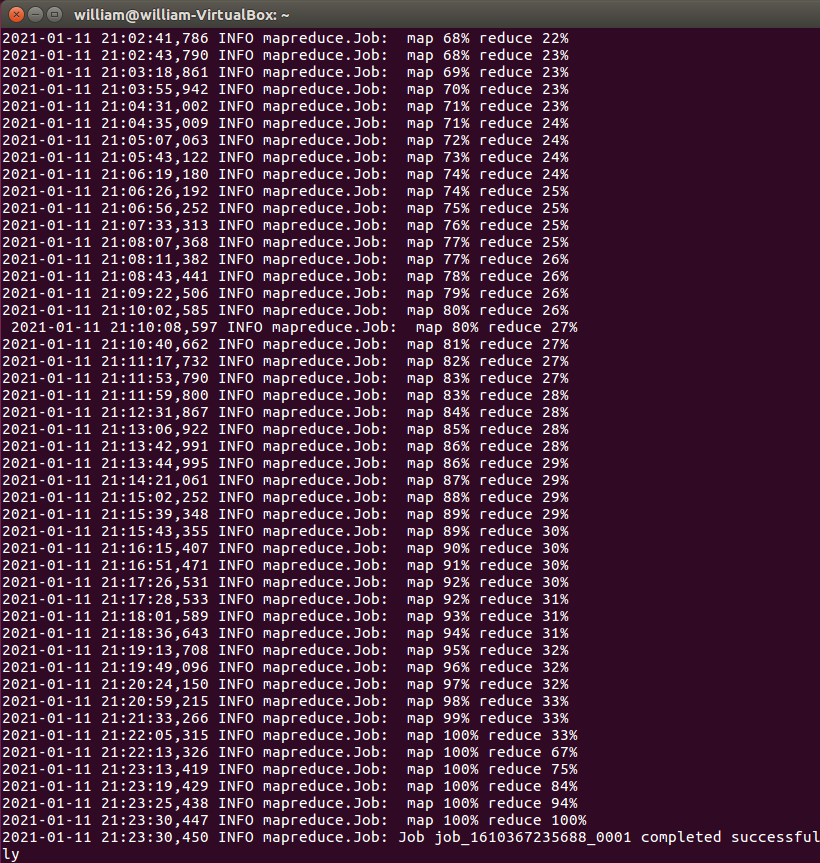 william@william-VirtualBox: ~
2021-01-11 21:02:41,786 INFO mapreduce.Job:  map 68% reduce 22%
2021-01-11 21:02:43,790 INFO mapreduce.Job:  map 68% reduce 23%
2021-01-11 21:03:18,861 INFO mapreduce.Job:  map 69% reduce 23%
2021-01-11 21:03:55,942 INFO mapreduce.Job:  map 70% reduce 23%
2021-01-11 21:04:31,002 INFO mapreduce.Job:  map 71% reduce 23%
2021-01-11 21:04:35,009 INFO mapreduce.Job:  map 71% reduce 24%
2021-01-11 21:05:07,063 INFO mapreduce.Job:  map 72% reduce 24%
2021-01-11 21:05:43,122 INFO mapreduce.Job:  map 73% reduce 24%
2021-01-11 21:06:19,180 INFO mapreduce.Job:  map 74% reduce 24%
2021-01-11 21:06:26,192 INFO mapreduce.Job:  map 74% reduce 25%
2021-01-11 21:06:56,252 INFO mapreduce.Job:  map 75% reduce 25%
2021-01-11 21:07:33,313 INFO mapreduce.Job:  map 76% reduce 25%
2021-01-11 21:08:07,368 INFO mapreduce.Job:  map 77% reduce 25%
2021-01-11 21:08:11,382 INFO mapreduce.Job:  map 77% reduce 26%
2021-01-11 21:08:43,441 INFO mapreduce.Job:  map 78% reduce 26%
2021-01-11 21:09:22,506 INFO mapreduce.Job:  map 79% reduce 26%
2021-01-11 21:10:02,585 INFO mapreduce.Job:  map 80% reduce 26%
 2021-01-11 21:10:08,597 INFO mapreduce.Job:  map 80% reduce 27%
2021-01-11 21:10:40,662 INFO mapreduce.Job:  map 81% reduce 27%
2021-01-11 21:11:17,732 INFO mapreduce.Job:  map 82% reduce 27%
2021-01-11 21:11:53,790 INFO mapreduce.Job:  map 83% reduce 27%
2021-01-11 21:11:59,800 INFO mapreduce.Job:  map 83% reduce 28%
2021-01-11 21:12:31,867 INFO mapreduce.Job:  map 84% reduce 28%
2021-01-11 21:13:06,922 INFO mapreduce.Job:  map 85% reduce 28%
2021-01-11 21:13:42,991 INFO mapreduce.Job:  map 86% reduce 28%
2021-01-11 21:13:44,995 INFO mapreduce.Job:  map 86% reduce 29%
2021-01-11 21:14:21,061 INFO mapreduce.Job:  map 87% reduce 29%
2021-01-11 21:15:02,252 INFO mapreduce.Job:  map 88% reduce 29%
2021-01-11 21:15:39,348 INFO mapreduce.Job:  map 89% reduce 29%
2021-01-11 21:15:43,355 INFO mapreduce.Job:  map 89% reduce 30%
2021-01-11 21:16:15,407 INFO mapreduce.Job:  map 90% reduce 30%
2021-01-11 21:16:51,471 INFO mapreduce.Job:  map 91% reduce 30%
2021-01-11 21:17:26,531 INFO mapreduce.Job:  map 92% reduce 30%
2021-01-11 21:17:28,533 INFO mapreduce.Job:  map 92% reduce 31%
2021-01-11 21:18:01,589 INFO mapreduce.Job:  map 93% reduce 31%
2021-01-11 21:18:36,643 INFO mapreduce.Job:  map 94% reduce 31%
2021-01-11 21:19:13,708 INFO mapreduce.Job:  map 95% reduce 32%
2021-01-11 21:19:49,096 INFO mapreduce.Job:  map 96% reduce 32%
2021-01-11 21:20:24,150 INFO mapreduce.Job:  map 97% reduce 32%
2021-01-11 21:20:59,215 INFO mapreduce.Job:  map 98% reduce 33%
2021-01-11 21:21:33,266 INFO mapreduce.Job:  map 99% reduce 33%
2021-01-11 21:22:05,315 INFO mapreduce.Job:  map 100% reduce 33%
2021-01-11 21:22:13,326 INFO mapreduce.Job:  map 100% reduce 67%
2021-01-11 21:23:13,419 INFO mapreduce.Job:  map 100% reduce 75%
2021-01-11 21:23:19,429 INFO mapreduce.Job:  map 100% reduce 84%
2021-01-11 21:23:25,438 INFO mapreduce.Job:  map 100% reduce 94%
2021-01-11 21:23:30,447 INFO mapreduce.Job:  map 100% reduce 100%
2021-01-11 21:23:30,450 INFO mapreduce.Job: Job job_1610367235688_0001 completed successful
ly